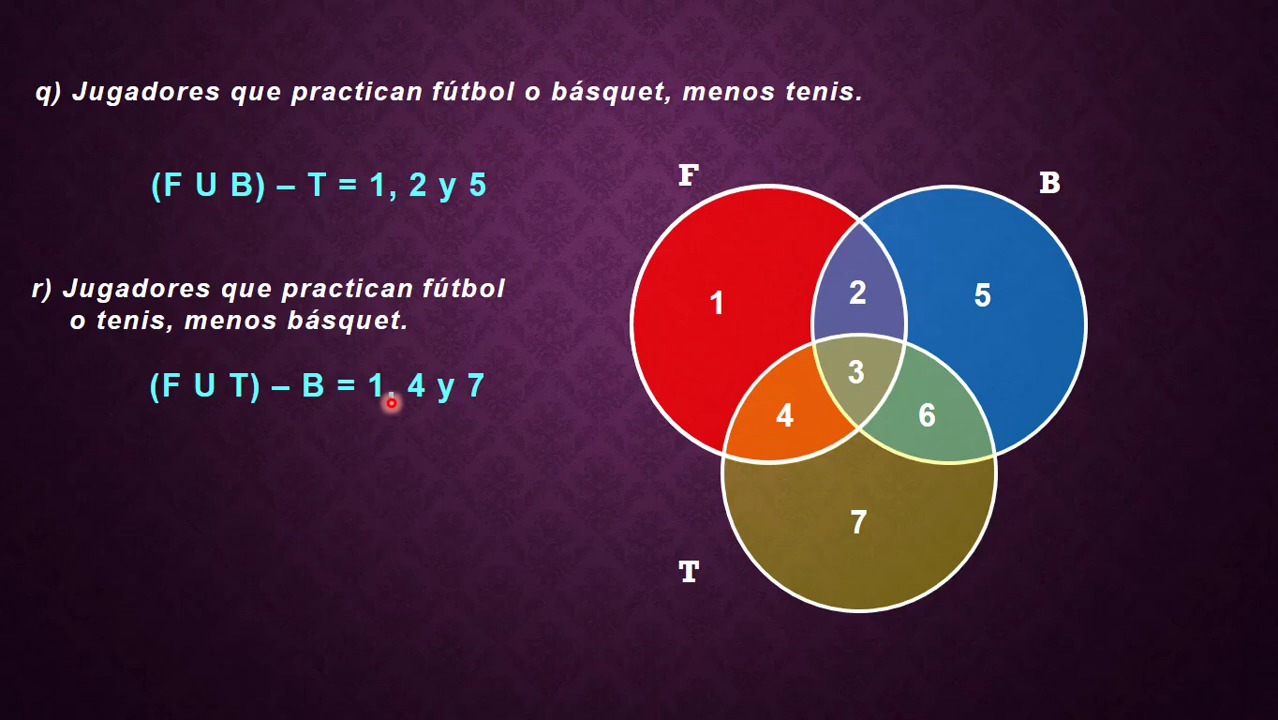 q) Jugadores que practican fútbol o básquet, menos tenis.
(F U B) – T = 1, 2 y 5
r) Jugadores que practican fútbol
o tenis, menos básquet.
(F U T) – B = 1, 4 y 7
F
B
1
2
5
3
4
6
7
T